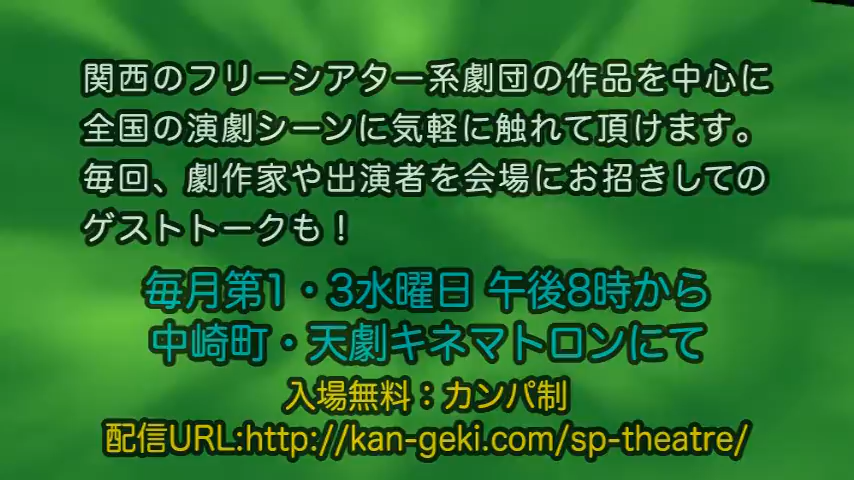 関西のフリーシアター系劇団の作品を中心に
全国の演劇シーンに気軽に触れて頂けます。
毎回、劇作家や出演者を会場にお招きしての
ゲストトークも！
毎月第1・3水曜日 午後8時から
中崎町・天劇キネマトロンにて
入場無料：カンパ制
配信URL:http://kan-geki.com/sp-theatre/